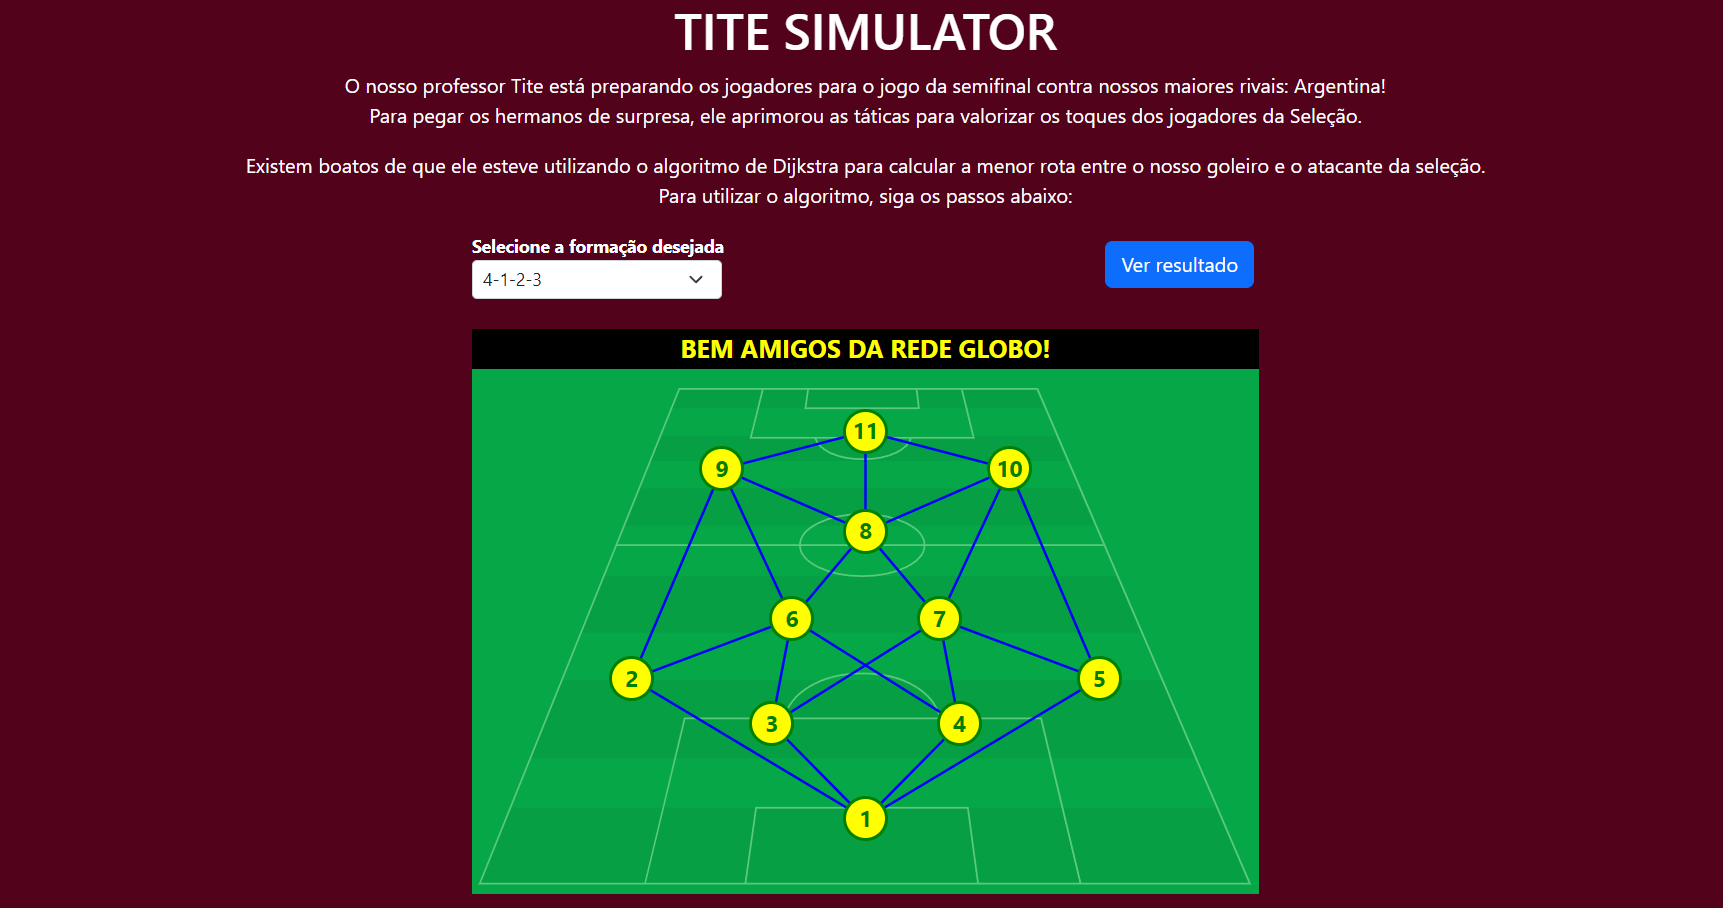 TITE SIMULATOR
O nosso professor Tite está preparando os jogadores para o jogo da semifinal contra nossos maiores rivais: Argentina!
Para pegar os hermanos de surpresa, ele aprimorou as táticas para valorizar os toques dos jogadores da Seleção.
Existem boatos de que ele esteve utilizando o algoritmo de Dijkstra para calcular a menor rota entre o nosso goleiro e o atacante da seleção.
Para utilizar o algoritmo, siga os passos abaixo:
Selecione a formação desejada
4-1-2-3
Ver resultado
BEM AMIGOS DA REDE GLOBO!
11
9
10
8
6
7
2
5
3
4
1